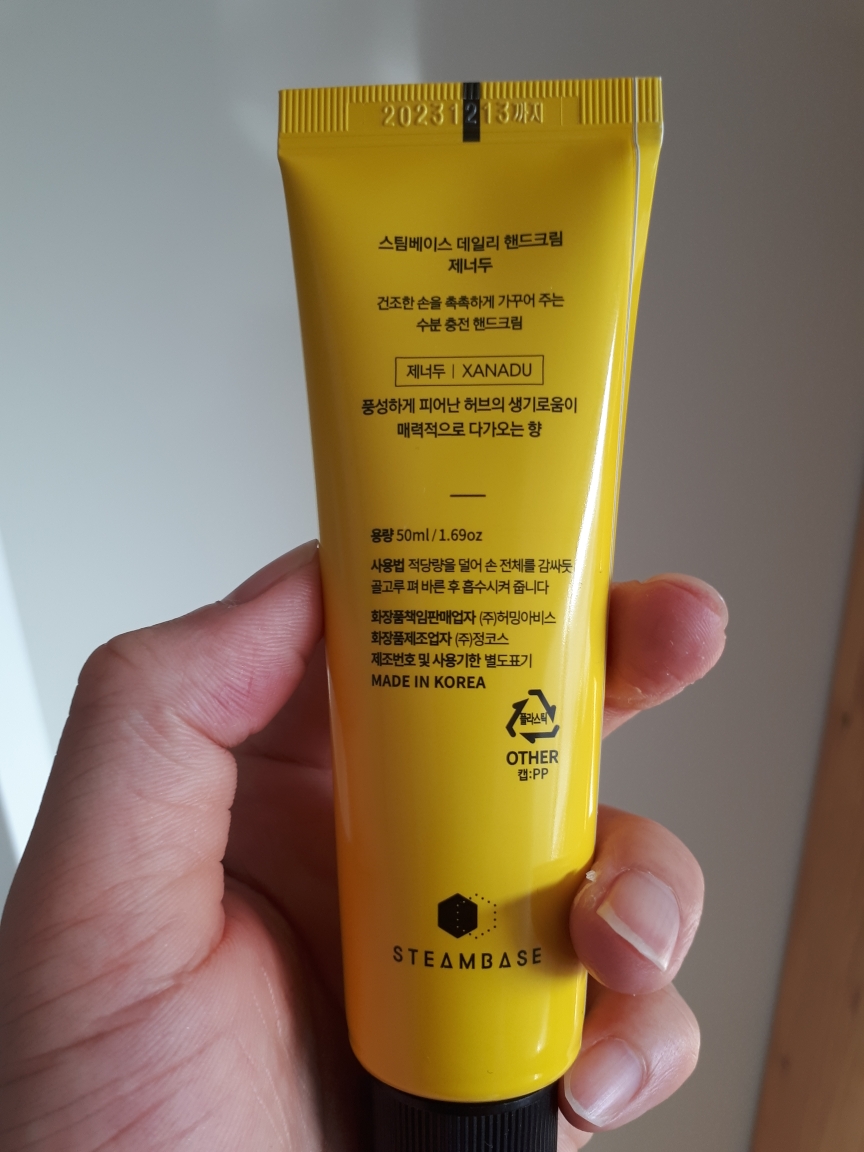 20231213까지
스팀베이스 데일리 핸드크림
제너두
건조한 손을 촉촉하게 가꾸어 주는
수분 충전 핸드크림
제너두 | XANADU
풍성하게 피어난 허브의 생기로움이
매력적으로 다가오는 향
용량 50ml / 1.69oz
사용법 적당량을 덜어 손 전체를 감싸듯
골고루 펴 바른 후 흡수시켜 줍니다
화장품책임판매업자 (주)허밍아비스
화장품제조업자 (주)정코스
제조번호 및 사용기한 별도표기
MADE IN KOREA
플라스틱
OTHER
캡:PP
STEAMBASE